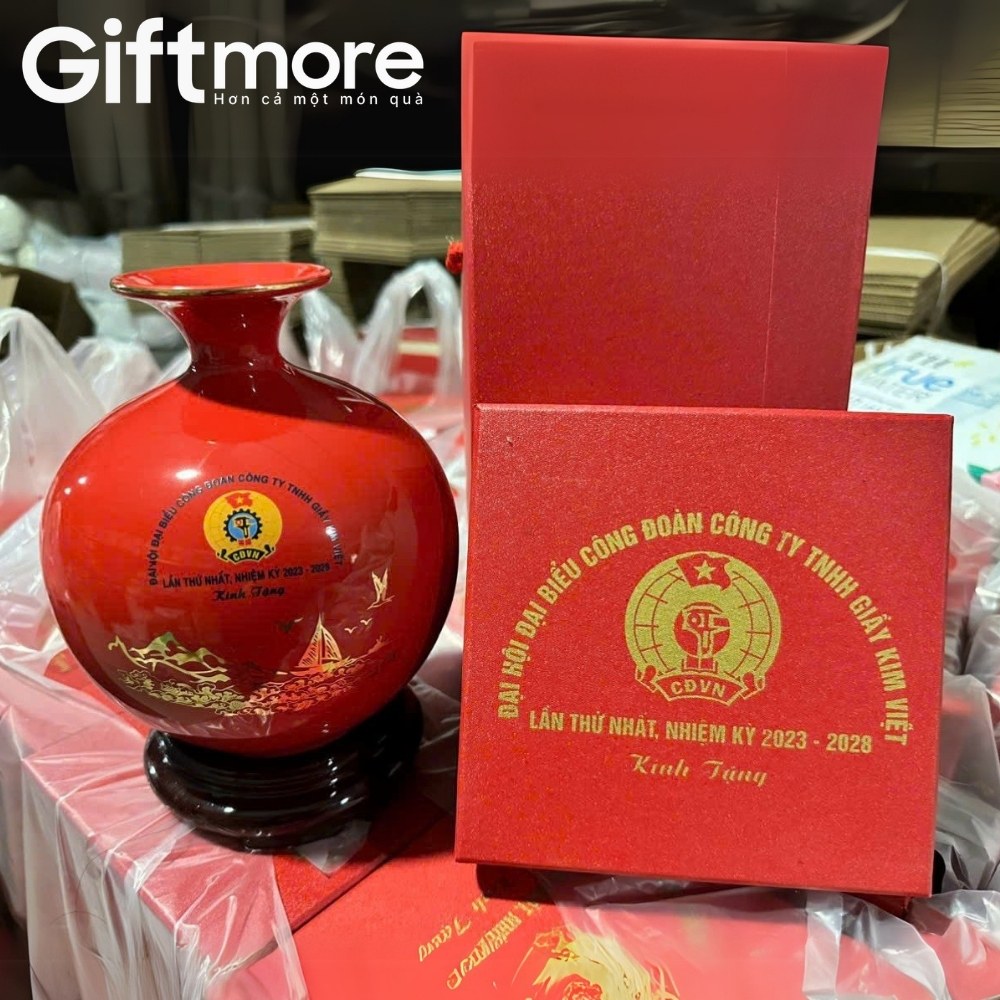 Giftmore
Hơn cả một món quà
ĐẠI HỘI ĐẠI BIỂU CÔNG ĐOÀN CÔNG TY TNHH GIẤY KIM VIỆT
CĐVN
LẦN THỨ NHẤT, NHIỆM KỲ 2023 - 2028
Kính Tặng
ĐẠI HỘI ĐẠI BIỂU CÔNG ĐOÀN CÔNG TY TNHH GIẤY KIM VIỆT
CĐVN
LẦN THỨ NHẤT, NHIỆM KỲ 2023 - 2028
Kính Tặng
true